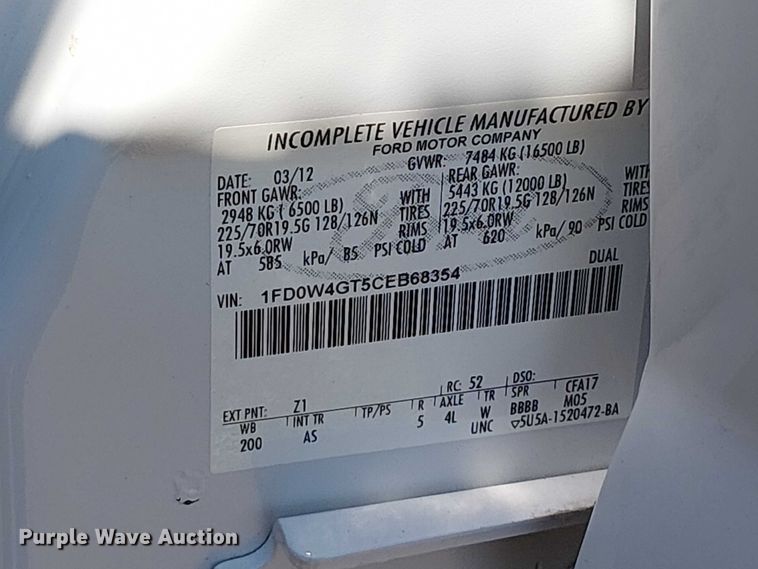 INCOMPLETE VEHICLE MANUFACTURED BY
FORD MOTOR COMPANY
DATE: 03/12 GVWR: 7484 KG (16500 LB)
FRONT GAWR: REAR GAWR:
2948 KG ( 6500 LB) WITH 5443 KG (12000 LB) WITH
225/70R19.5G 128/126N TIRES 225/70R19.5G 128/126N TIRES
19.5x6.0RW RIMS 19.5x6.0RW RIMS
AT 585 kPa/ 85 PSI COLD AT 620 kPa/ 90 PSI COLD
DUAL
VIN: 1FD0W4GT5CEB68354
EXT PNT: Z1 RC: 52 DSO:
WB INT TR TP/PS R AXLE TR SPR CFA17
200 AS 5 4L W BBBB M05
UNC ▽5U5A-1520472-BA
Purple Wave Auction